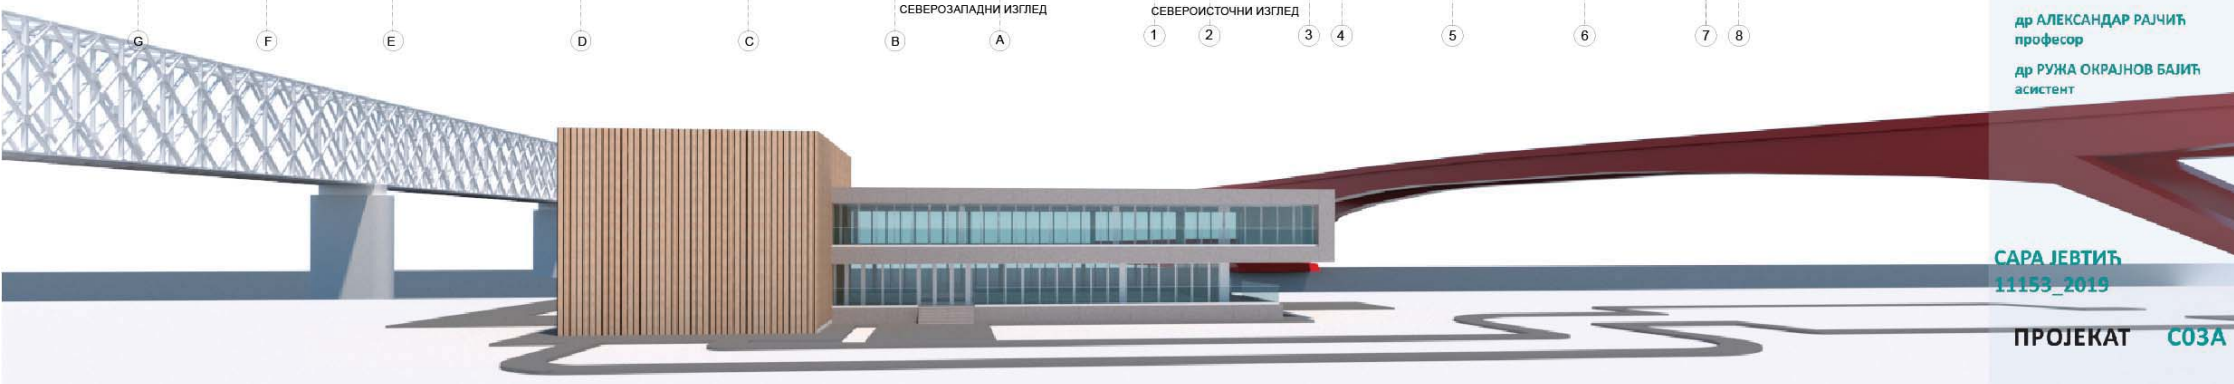 СЕВЕРОЗАПАДНИ ИЗГЛЕД
СЕВЕРОИСТОЧНИ ИЗГЛЕД
G F E D C B A 1 2 3 4 5 6 7 8
др АЛЕКСАНДАР РАЈЧИЋ
професор
др РУЖА ОКРАЈНОВ БАЈИЋ
асистент
САРА ЈЕВТИЋ
11153_2019
ПРОЈЕКАТ С03А